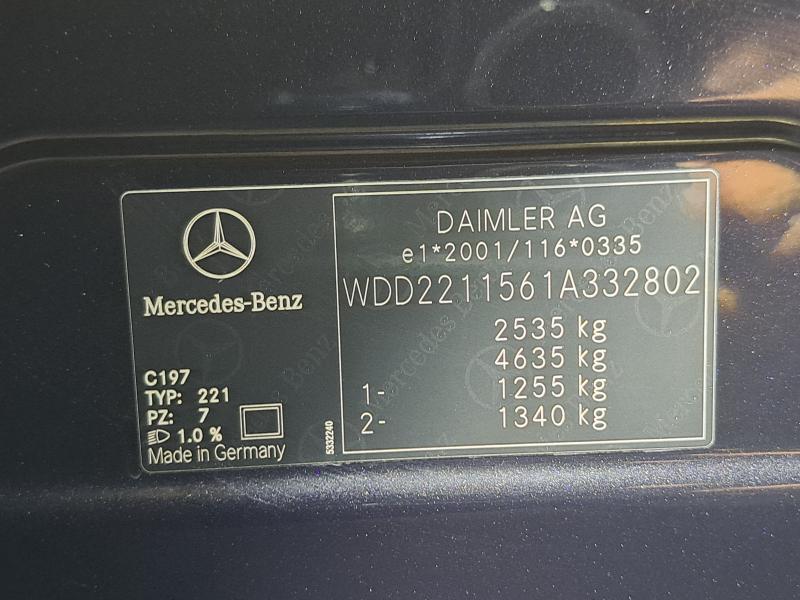 Mercedes-Benz
C197
TYP: 221
PZ: 7
1.0 %
Made in Germany
5332240
DAIMLER AG
e1*2001/116*0335
WDD2211561A332802
2535 kg
4635 kg
1- 1255 kg
2- 1340 kg